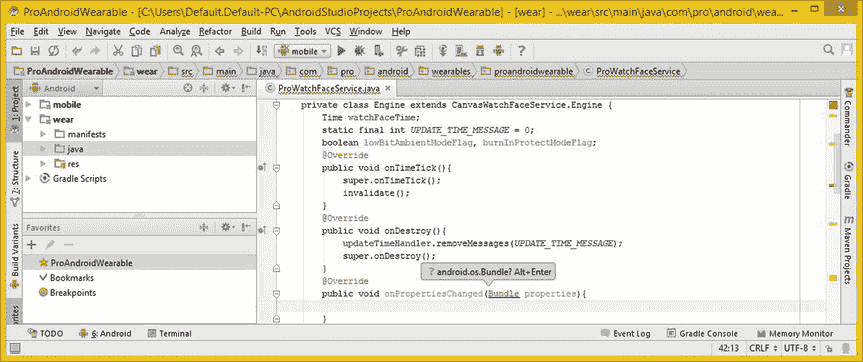 ProAndroidWearable - [C:\Users\Default.Default-PC\AndroidStudioProjects\ProAndroidWearable] - [wear] - ...\wear\src\main\java\com\pro\android\wea...
File Edit View Navigate Code Analyze Refactor Build Run Tools VCS Window Help
mobile
ProAndroidWearable wear src main java com pro android wearables proandroidwearable ProWatchFaceService
1: Project
7: Structure
Build Variants
Android
mobile
wear
manifests
java
res
Gradle Scripts
Favorites
ProAndroidWearable
Bookmarks
Breakpoints
ProWatchFaceService.java ×
private class Engine extends CanvasWatchFaceService.Engine {
Time watchFaceTime;
static final int UPDATE_TIME_MESSAGE = 0;
boolean lowBitAmbientModeFlag, burnInProtectModeFlag;
@Override
public void onTimeTick(){
super.onTimeTick();
invalidate();
}
@Override
public void onDestroy(){
updateTimeHandler.removeMessages(UPDATE_TIME_MESSAGE);
super.onDestroy();
}
? android.os.Bundle? Alt+Enter
@Override
public void onPropertiesChanged(Bundle properties){
}
Commander
Gradle
m Maven Projects
TODO 6: Android Terminal Event Log Gradle Console Memory Monitor
42:13 CRLF UTF-8